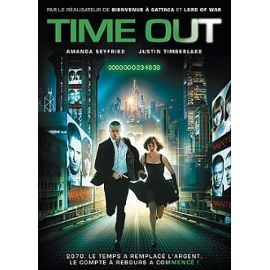 PAR LE RÉALISATEUR DE BIENVENUE À GATTACA ET LORD OF WAR
TIME OUT
AMANDA SEYFRIED JUSTIN TIMBERLAKE
2070. LE TEMPS A REMPLACÉ L'ARGENT.
LE COMPTE À REBOURS A COMMENCÉ !